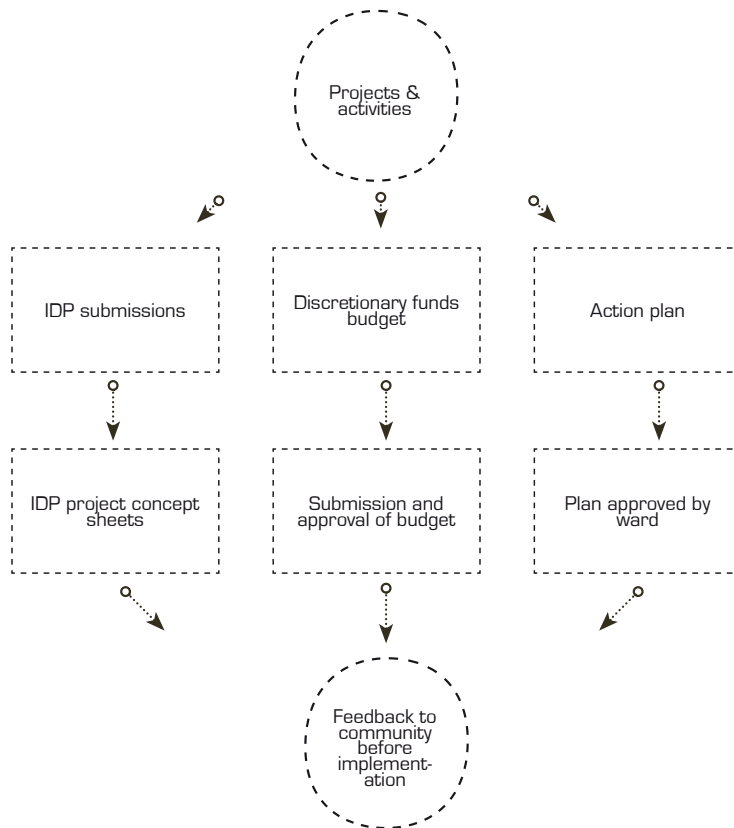 Projects &
activities
IDP submissions
Discretionary funds
budget
Action plan
IDP project concept
sheets
Submission and
approval of budget
Plan approved by
ward
Feedback to
community
before
implement-
ation